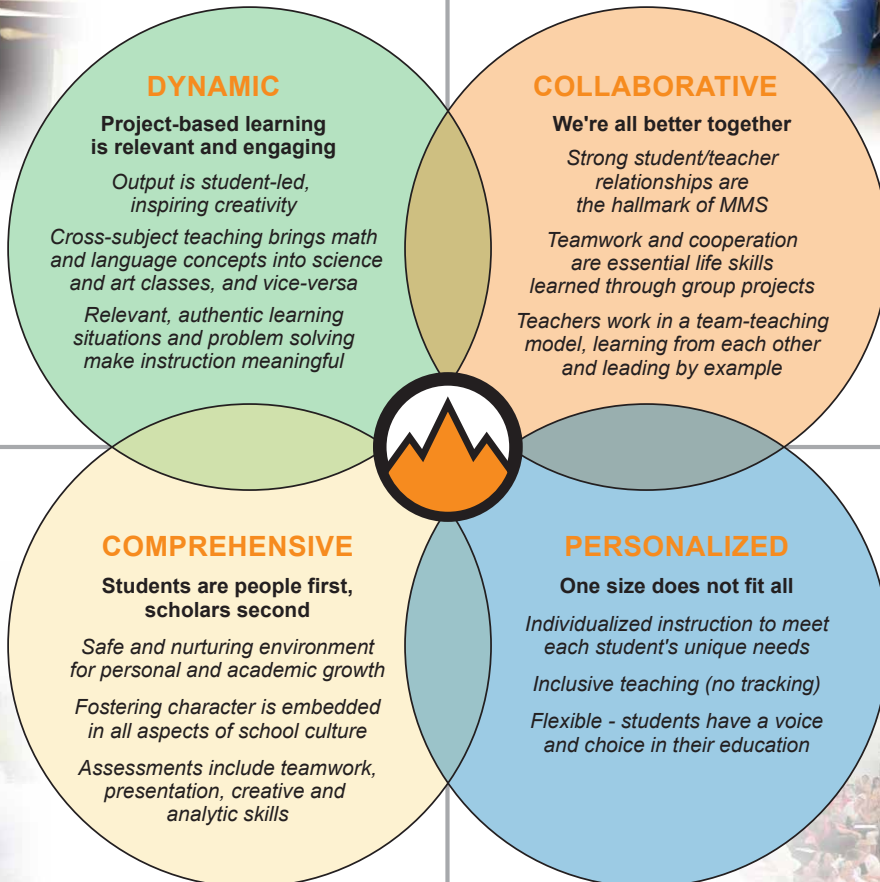 DYNAMIC
Project-based learning
is relevant and engaging
Output is student-led,
inspiring creativity
Cross-subject teaching brings math
and language concepts into science
and art classes, and vice-versa
Relevant, authentic learning
situations and problem solving
make instruction meaningful
COLLABORATIVE
We're all better together
Strong student/teacher
relationships are
the hallmark of MMS
Teamwork and cooperation
are essential life skills
learned through group projects
Teachers work in a team-teaching
model, learning from each other
and leading by example
COMPREHENSIVE
Students are people first,
scholars second
Safe and nurturing environment
for personal and academic growth
Fostering character is embedded
in all aspects of school culture
Assessments include teamwork,
presentation, creative and
analytic skills
PERSONALIZED
One size does not fit all
Individualized instruction to meet
each student's unique needs
Inclusive teaching (no tracking)
Flexible - students have a voice
and choice in their education